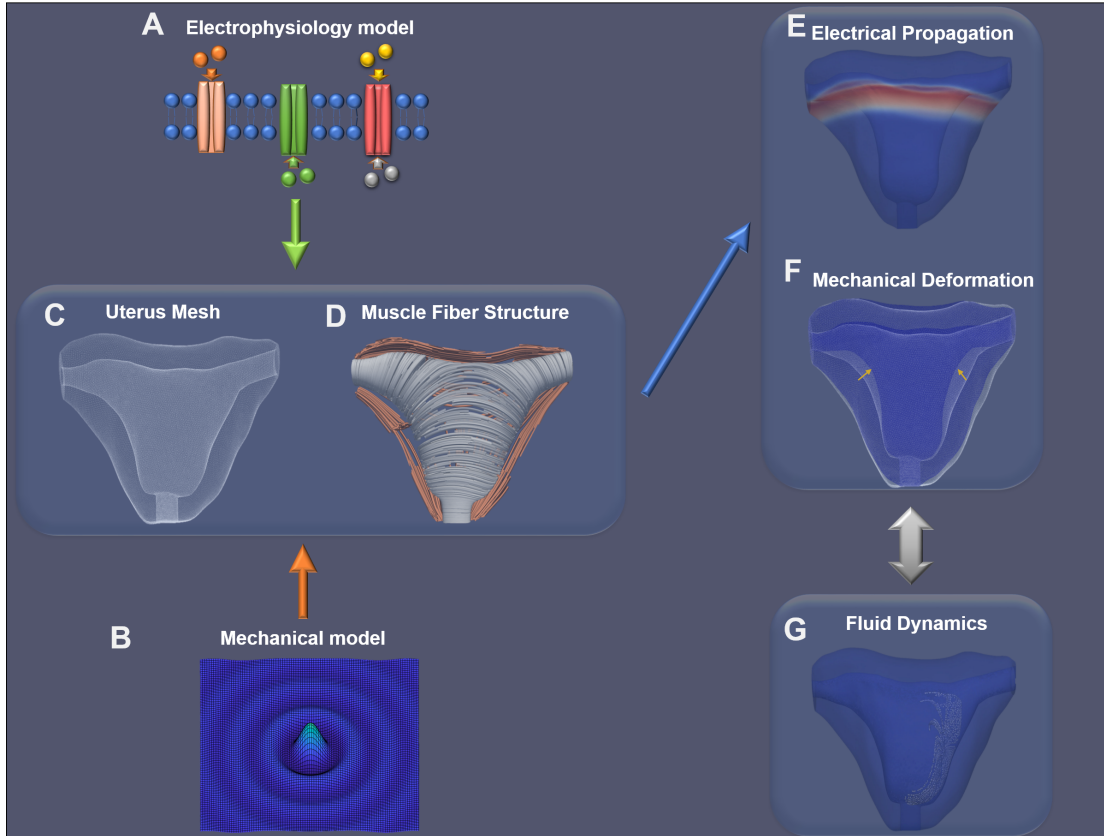 A Electrophysiology model
C Uterus Mesh
D Muscle Fiber Structure
B Mechanical model
E Electrical Propagation
F Mechanical Deformation
G Fluid Dynamics